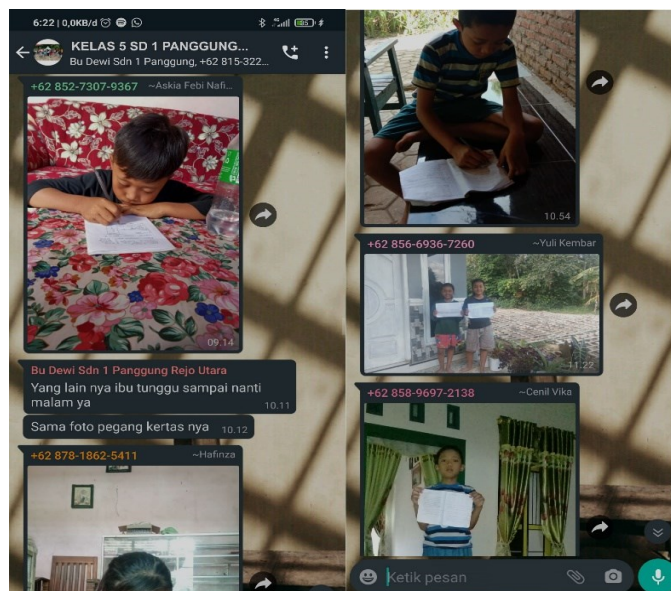 6:22 | 0,0KB/d
KELAS 5 SD 1 PANGGUNG...
Bu Dewi Sdn 1 Panggung, +62 815-322...
+62 852-7307-9367 ~Askia Febi Nafi...
09.14
Bu Dewi Sdn 1 Panggung Rejo Utara
Yang lain nya ibu tunggu sampai nanti
malam ya
10.11
Sama foto pegang kertas nya 10.12
+62 878-1862-5411 ~Hafinza
10.54
+62 856-6936-7260 ~Yuli Kembar
11.22
+62 858-9697-2138 ~Cenil Vika
Ketik pesan